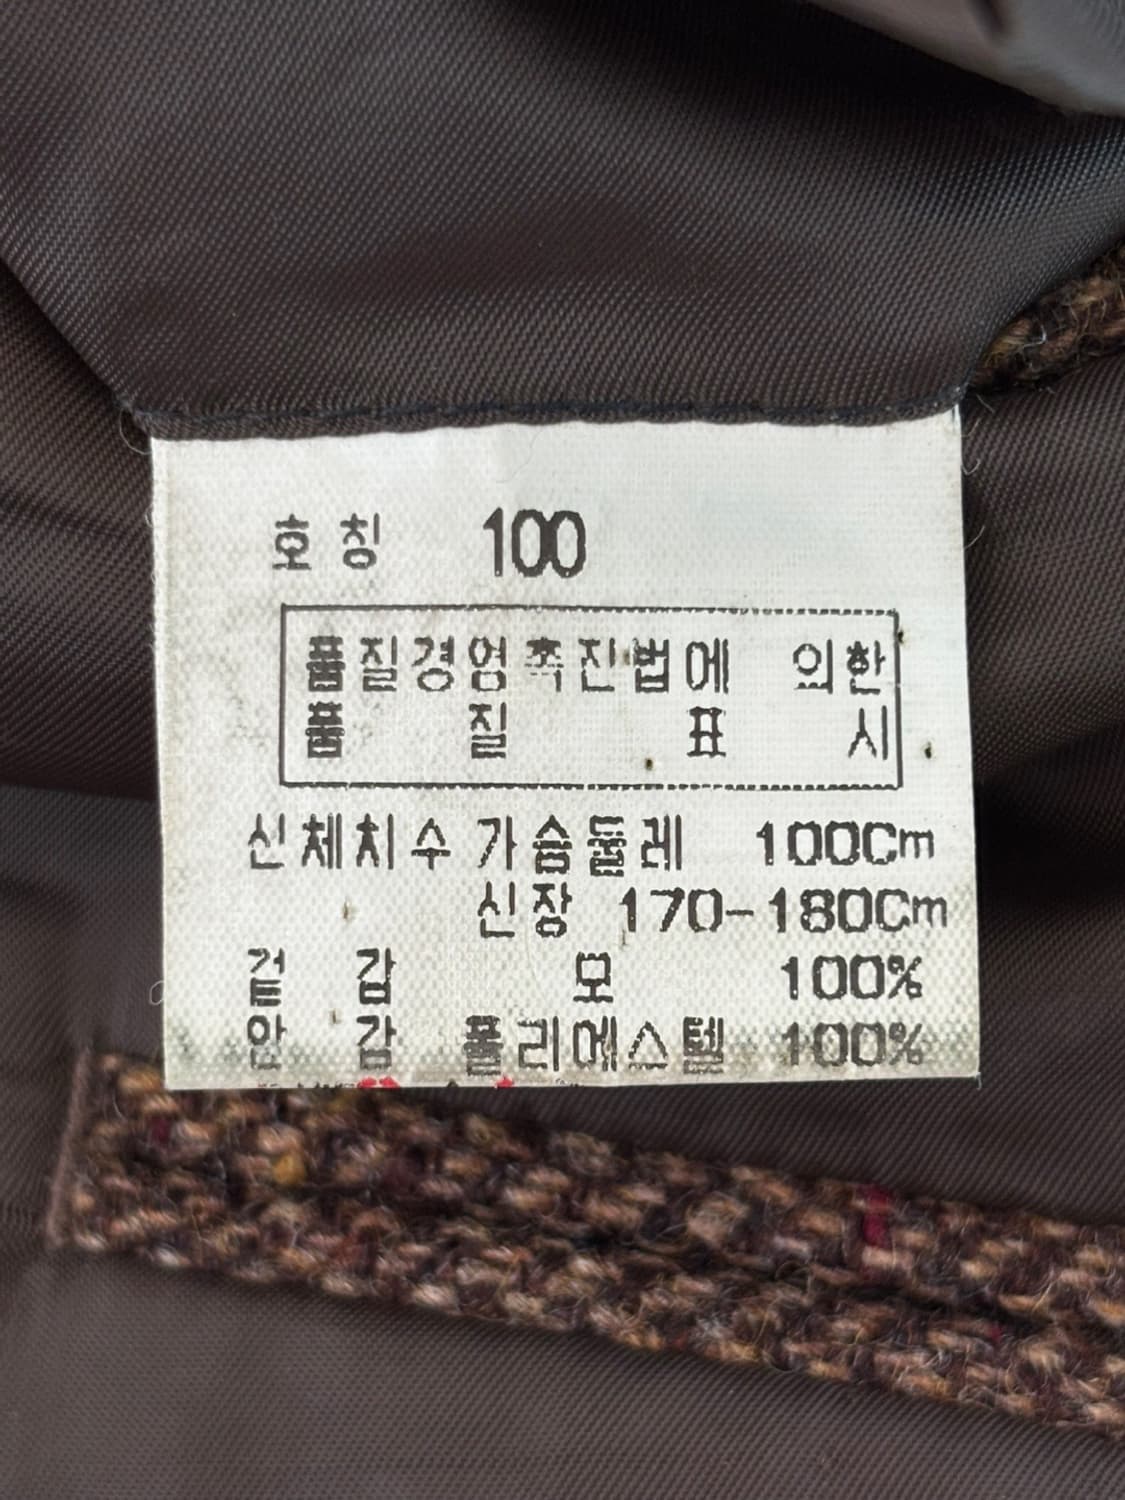 호칭 100
품질경영촉진법에 의한
품질표시
신체치수 가슴둘레 100Cm
신장 170-180Cm
겉감 모 100%
안감 폴리에스텔 100%